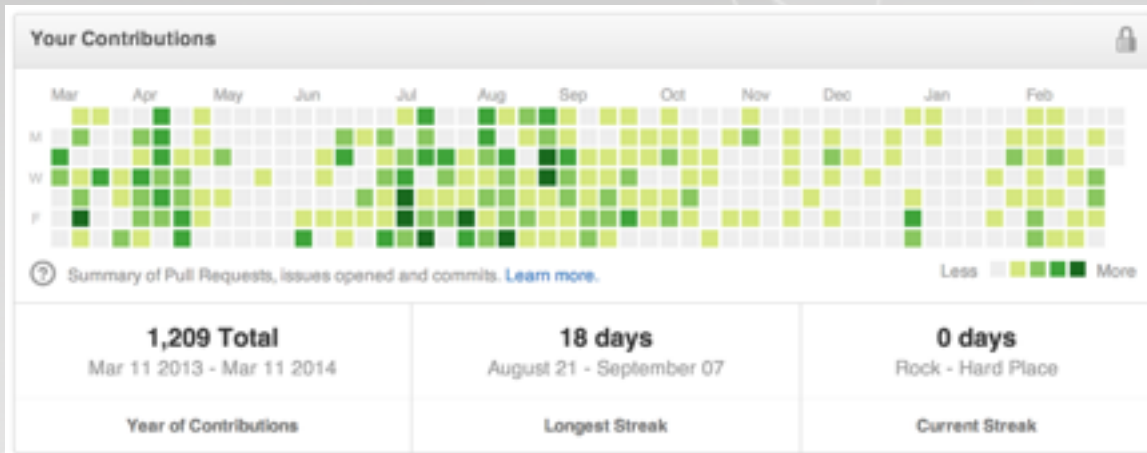 Your Contributions
Mar Apr May Jun Jul Aug Sep Oct Nov Dec Jan Feb
M
W
F
? Summary of Pull Requests, issues opened and commits. Learn more.
Less More
1,209 Total
Mar 11 2013 - Mar 11 2014
Year of Contributions
18 days
August 21 - September 07
Longest Streak
0 days
Rock - Hard Place
Current Streak